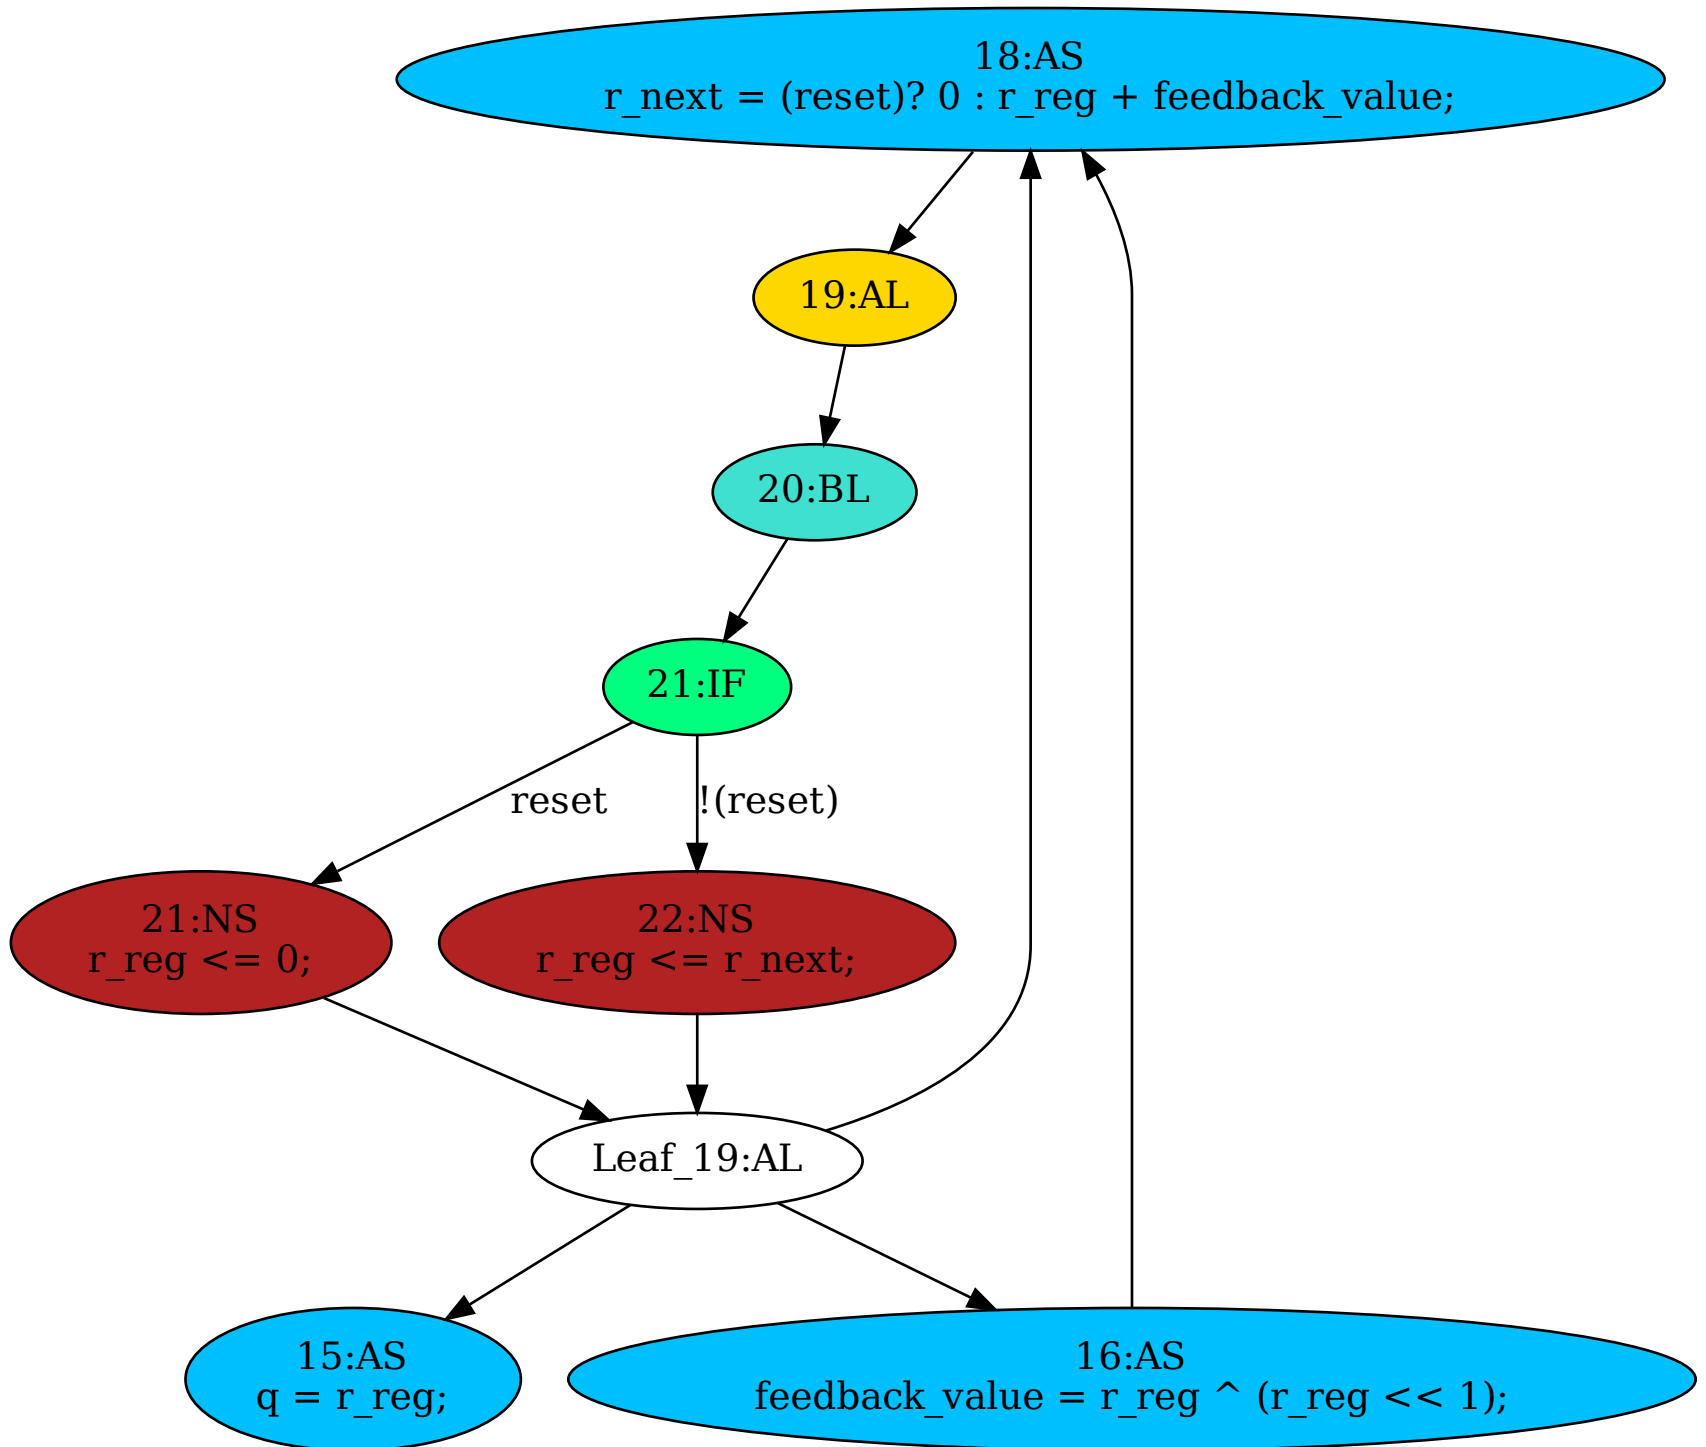 18:AS
r_next = (reset)? 0 : r_reg + feedback_value;
19:AL
20:BL
21:IF
reset
!(reset)
21:NS
r_reg <= 0;
22:NS
r_reg <= r_next;
Leaf_19:AL
15:AS
q = r_reg;
16:AS
feedback_value = r_reg ^ (r_reg << 1);